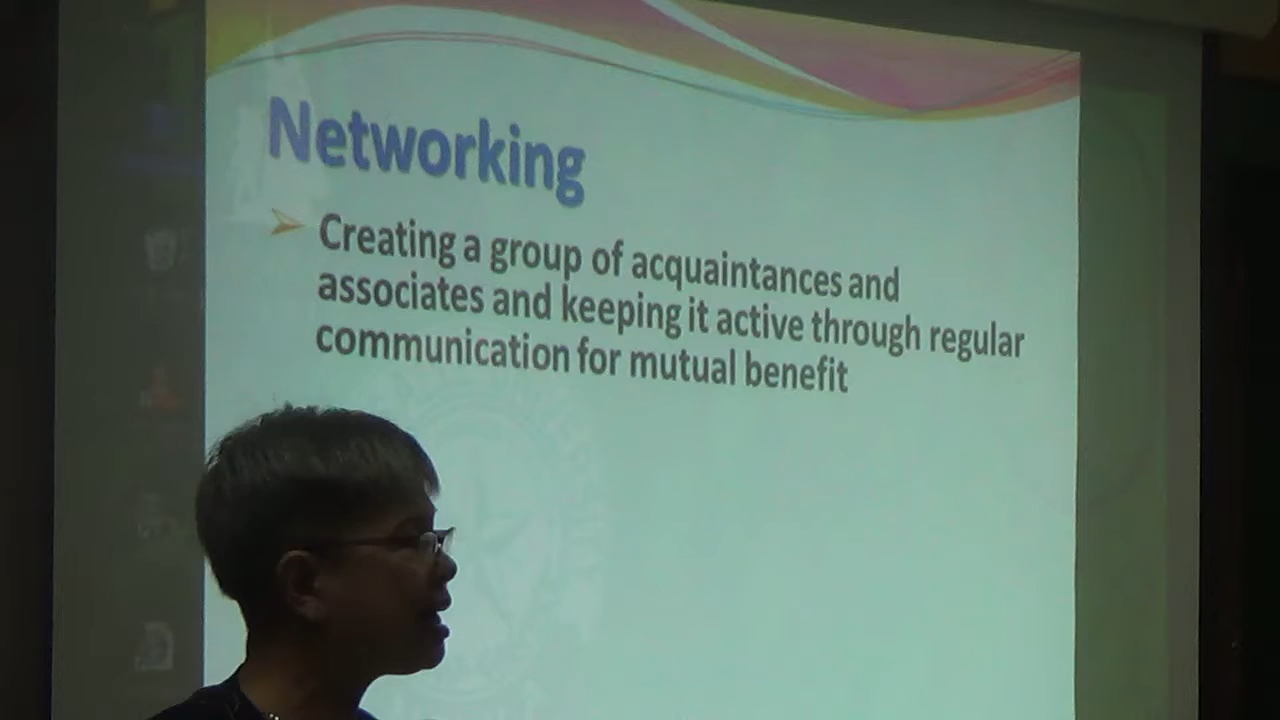 Networking
Creating a group of acquaintances and
associates and keeping it active through regular
communication for mutual benefit